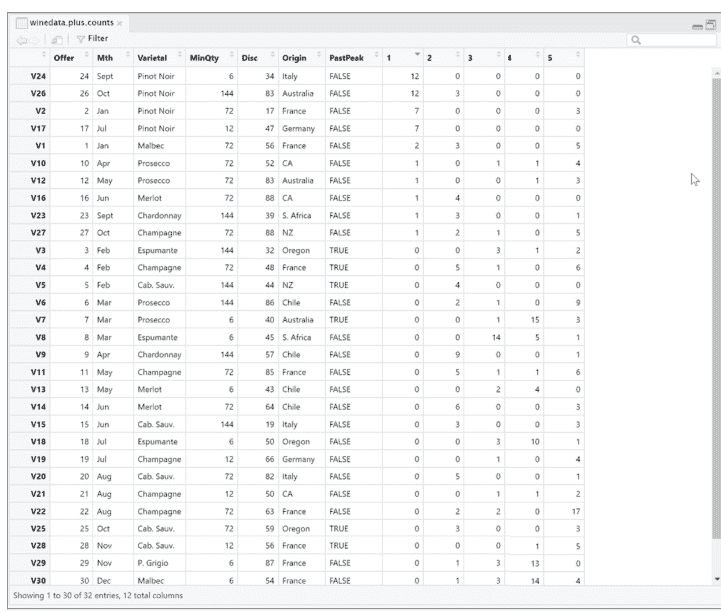 winedata.plus.counts ×
Filter
Offer Mth Varietal MinQty Disc Origin PastPeak 1 2 3 4 5
V24 24 Sept Pinot Noir 6 34 Italy FALSE 12 0 0 0 0
V26 26 Oct Pinot Noir 144 83 Australia FALSE 12 3 0 0 0
V2 2 Jan Pinot Noir 72 17 France FALSE 7 0 0 0 3
V17 17 Jul Pinot Noir 12 47 Germany FALSE 7 0 0 0 0
V1 1 Jan Malbec 72 56 France FALSE 2 3 0 0 5
V10 10 Apr Prosecco 72 52 CA FALSE 1 0 1 1 4
V12 12 May Prosecco 72 83 Australia FALSE 1 0 0 1 3
V16 16 Jun Merlot 72 88 CA FALSE 1 4 0 0 0
V23 23 Sept Chardonnay 144 39 S. Africa FALSE 1 3 0 0 1
V27 27 Oct Champagne 72 88 NZ FALSE 1 2 1 0 5
V3 3 Feb Espumante 144 32 Oregon TRUE 0 0 3 1 2
V4 4 Feb Champagne 72 48 France TRUE 0 5 1 0 6
V5 5 Feb Cab. Sauv. 144 44 NZ TRUE 0 4 0 0 0
V6 6 Mar Prosecco 144 86 Chile FALSE 0 2 1 0 9
V7 7 Mar Prosecco 6 40 Australia TRUE 0 0 1 15 3
V8 8 Mar Espumante 6 45 S. Africa FALSE 0 0 14 5 1
V9 9 Apr Chardonnay 144 57 Chile FALSE 0 9 0 0 1
V11 11 May Champagne 72 85 France FALSE 0 5 1 1 6
V13 13 May Merlot 6 43 Chile FALSE 0 0 2 4 0
V14 14 Jun Merlot 72 64 Chile FALSE 0 6 0 0 3
V15 15 Jun Cab. Sauv. 144 19 Italy FALSE 0 3 0 0 3
V18 18 Jul Espumante 6 50 Oregon FALSE 0 0 3 10 1
V19 19 Jul Champagne 12 66 Germany FALSE 0 0 1 0 4
V20 20 Aug Cab. Sauv. 72 82 Italy FALSE 0 5 0 0 1
V21 21 Aug Champagne 12 50 CA FALSE 0 0 1 1 2
V22 22 Aug Champagne 72 63 France FALSE 0 2 2 0 17
V25 25 Oct Cab. Sauv. 72 59 Oregon TRUE 0 3 0 0 3
V28 28 Nov Cab. Sauv. 12 56 France TRUE 0 0 0 1 5
V29 29 Nov P. Grigio 6 87 France FALSE 0 1 3 13 0
V30 30 Dec Malbec 6 54 France FALSE 0 1 3 14 4
Showing 1 to 30 of 32 entries, 12 total columns